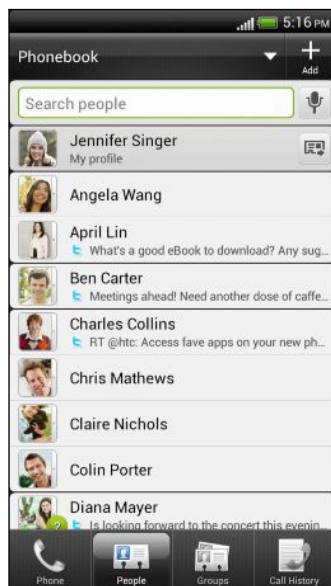 5:16 PM
Phonebook
Add
Search people
Jennifer Singer
My profile
Angela Wang
April Lin
What's a good eBook to download? Any sug...
Ben Carter
Meetings ahead! Need another dose of caffe...
Charles Collins
RT @htc: Access fave apps on your new ph...
Chris Mathews
Claire Nichols
Colin Porter
Diana Mayer
Is looking forward to the concert this evenin...
2
Phone
People
Groups
Call History